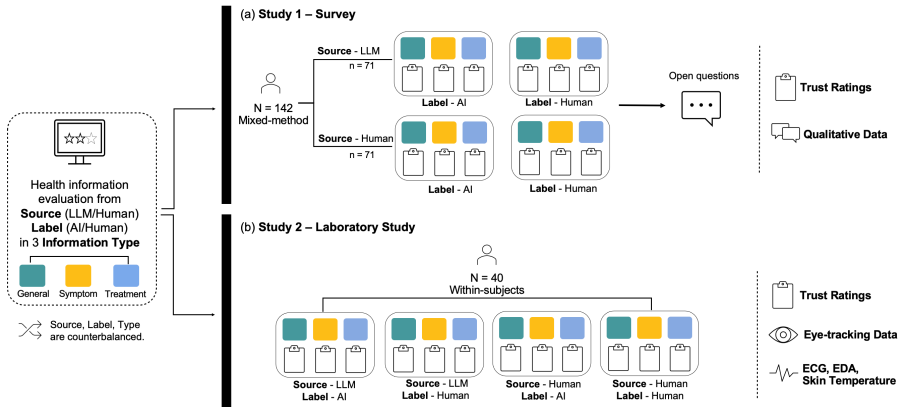 Health information
evaluation from
Source (LLM/Human)
Label (AI/Human)
in 3 Information Type
General
Symptom
Treatment
Source, Label, Type
are counterbalanced.
(a) Study 1 – Survey
N = 142
Mixed-method
Source - LLM
n = 71
Label - AI
Label - Human
Source - Human
n = 71
Label - AI
Label - Human
Open questions
Trust Ratings
Qualitative Data
(b) Study 2 – Laboratory Study
N = 40
Within-subjects
Source - LLM
Label - AI
Source - LLM
Label - Human
Source - Human
Label - AI
Source - Human
Label - Human
Trust Ratings
Eye-tracking Data
ECG, EDA,
Skin Temperature